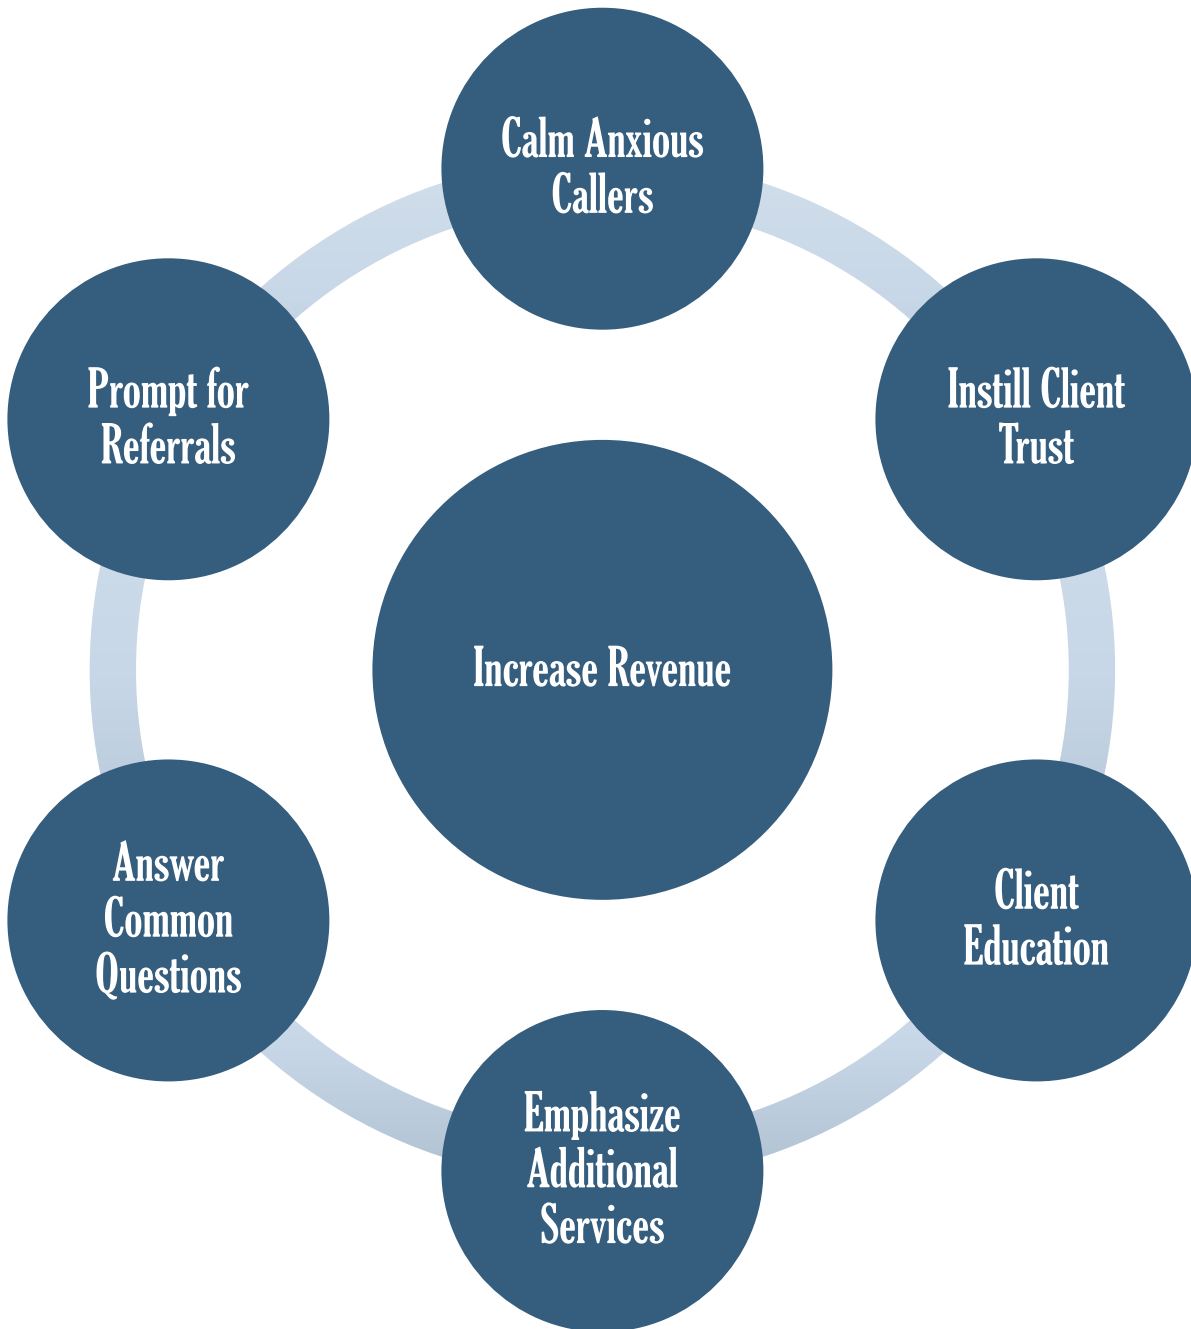 Calm Anxious
Callers
Instill Client
Trust
Client
Education
Emphasize
Additional
Services
Answer
Common
Questions
Prompt for
Referrals
Increase Revenue